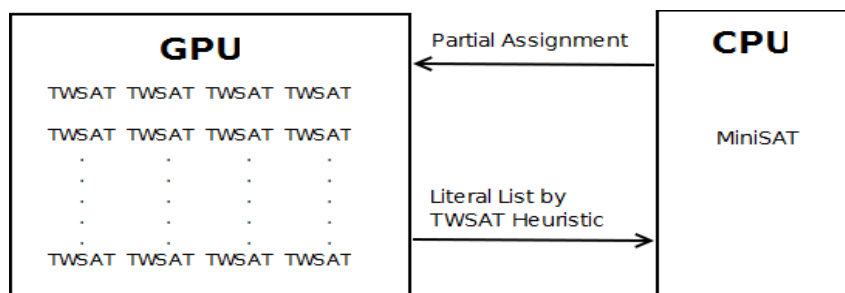 GPU
TWSAT TWSAT TWSAT TWSAT
TWSAT TWSAT TWSAT TWSAT
. . . .
. . . .
. . . .
. . . .
. . . .
TWSAT TWSAT TWSAT TWSAT
Partial Assignment
Literal List by
TWSAT Heuristic
CPU
MiniSAT